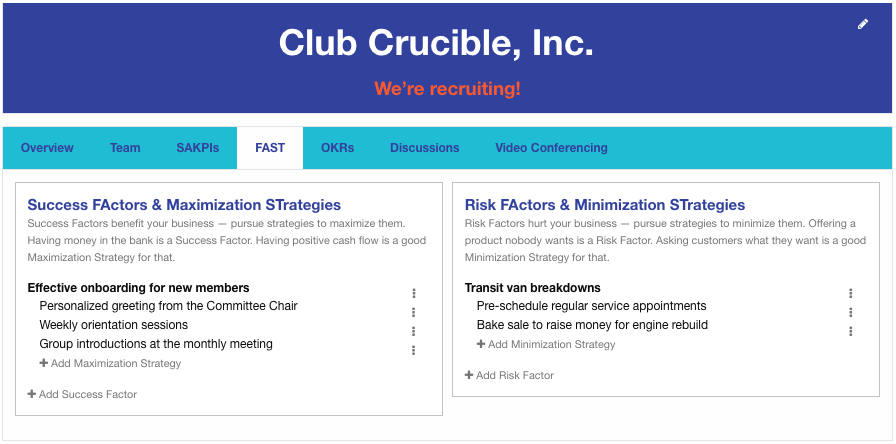 Club Crucible, Inc.
We’re recruiting!
Overview Team SAKPIs FAST OKRs Discussions Video Conferencing
Success FActors & Maximization STrategies
Success Factors benefit your business — pursue strategies to maximize them.
Having money in the bank is a Success Factor. Having positive cash flow is a good
Maximization Strategy for that.
Effective onboarding for new members
Personalized greeting from the Committee Chair
Weekly orientation sessions
Group introductions at the monthly meeting
Add Maximization Strategy
Add Success Factor
Risk FActors & Minimization STrategies
Risk Factors hurt your business — pursue strategies to minimize them. Offering a
product nobody wants is a Risk Factor. Asking customers what they want is a good
Minimization Strategy for that.
Transit van breakdowns
Pre-schedule regular service appointments
Bake sale to raise money for engine rebuild
Add Minimization Strategy
Add Risk Factor